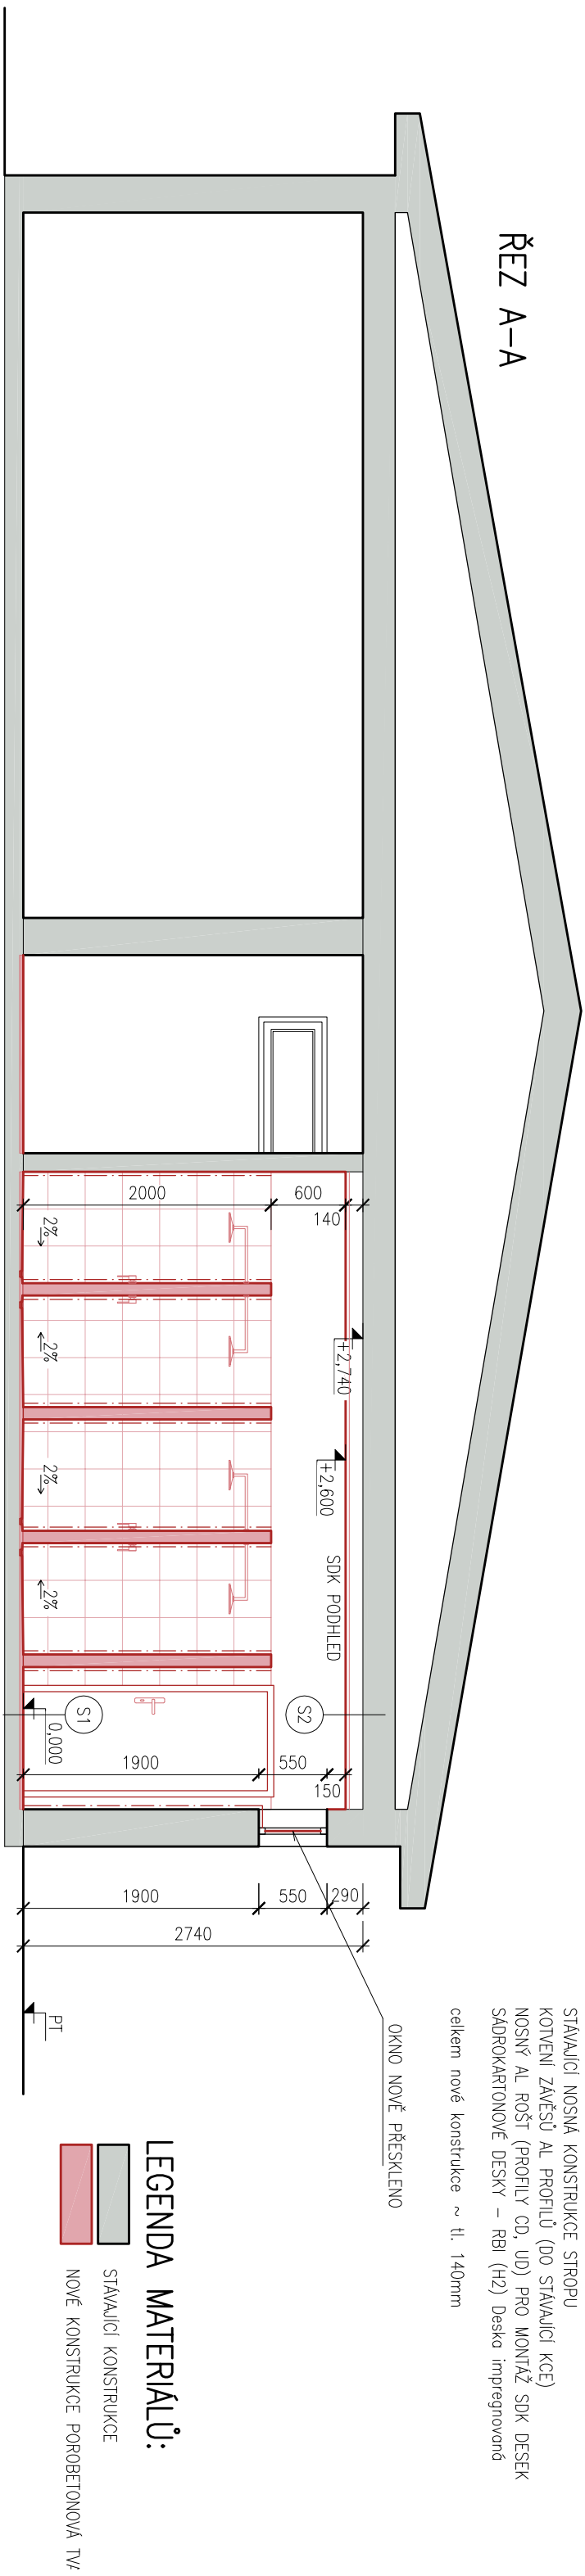 ŘEZ A–A
STÁVAJÍCÍ NOSNÁ KONSTRUKCE STROPU
KOTVENÍ ZÁVĚSŮ AL PROFILŮ (DO STÁVAJÍCÍ KCE)
NOSNÝ AL ROŠT (PROFILY CD, UD) PRO MONTÁŽ SDK DESEK
SÁDROKARTONOVÉ DESKY – RBI (H2) Deska impregnovaná
celkem nové konstrukce ~ tl. 140mm
OKNO NOVĚ PŘESKLENO
140
600
2000
+2,740
+2,600
SDK PODHLED
2%
2%
2%
2%
S2
S1
0,000
150
550
1900
290
550
1900
2740
PT
LEGENDA MATERIÁLŮ:
STÁVAJÍCÍ KONSTRUKCE
NOVÉ KONSTRUKCE POROBETONOVÁ